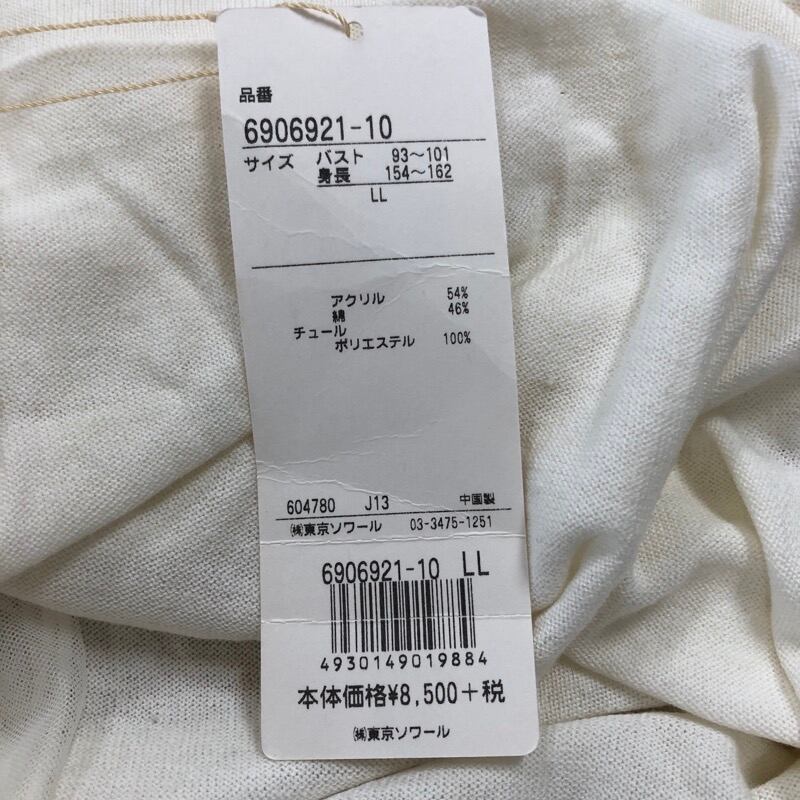 品番
6906921-10
サイズ バスト 93～101
身長 154～162
LL
アクリル 54%
綿 46%
チュール
ポリエステル 100%
604780 J13 中国製
㈱東京ソワール 03-3475-1251
6906921-10 LL
4930149019884
本体価格¥8,500+税
㈱東京ソワール